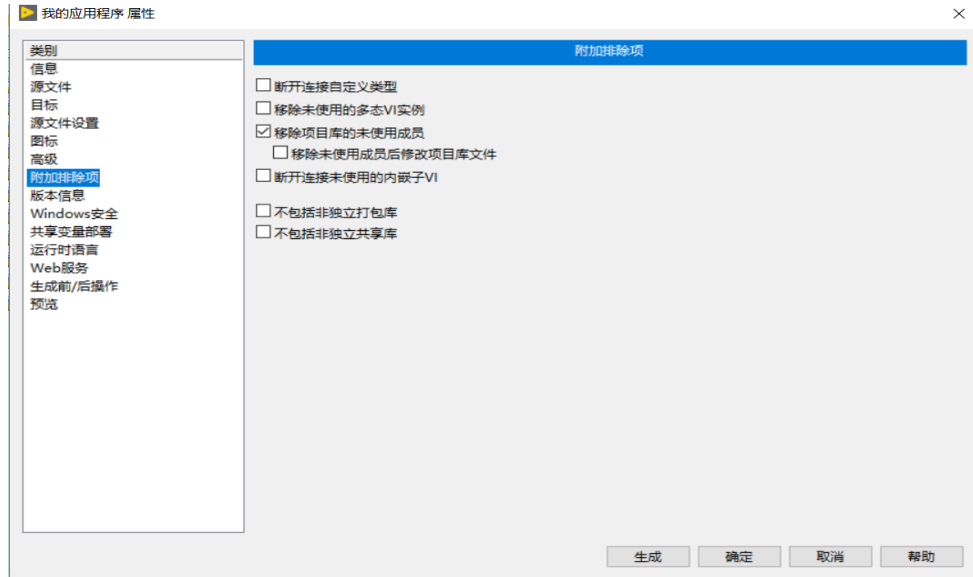 我的应用程序 属性
类别
信息
源文件
目标
源文件设置
图标
高级
附加排除项
版本信息
Windows安全
共享变量部署
运行时语言
Web服务
生成前/后操作
预览
附加排除项
断开连接自定义类型
移除未使用的多态VI实例
移除项目库的未使用成员
移除未使用成员后修改项目库文件
断开连接未使用的内嵌子VI
不包括非独立打包库
不包括非独立共享库
生成
确定
取消
帮助